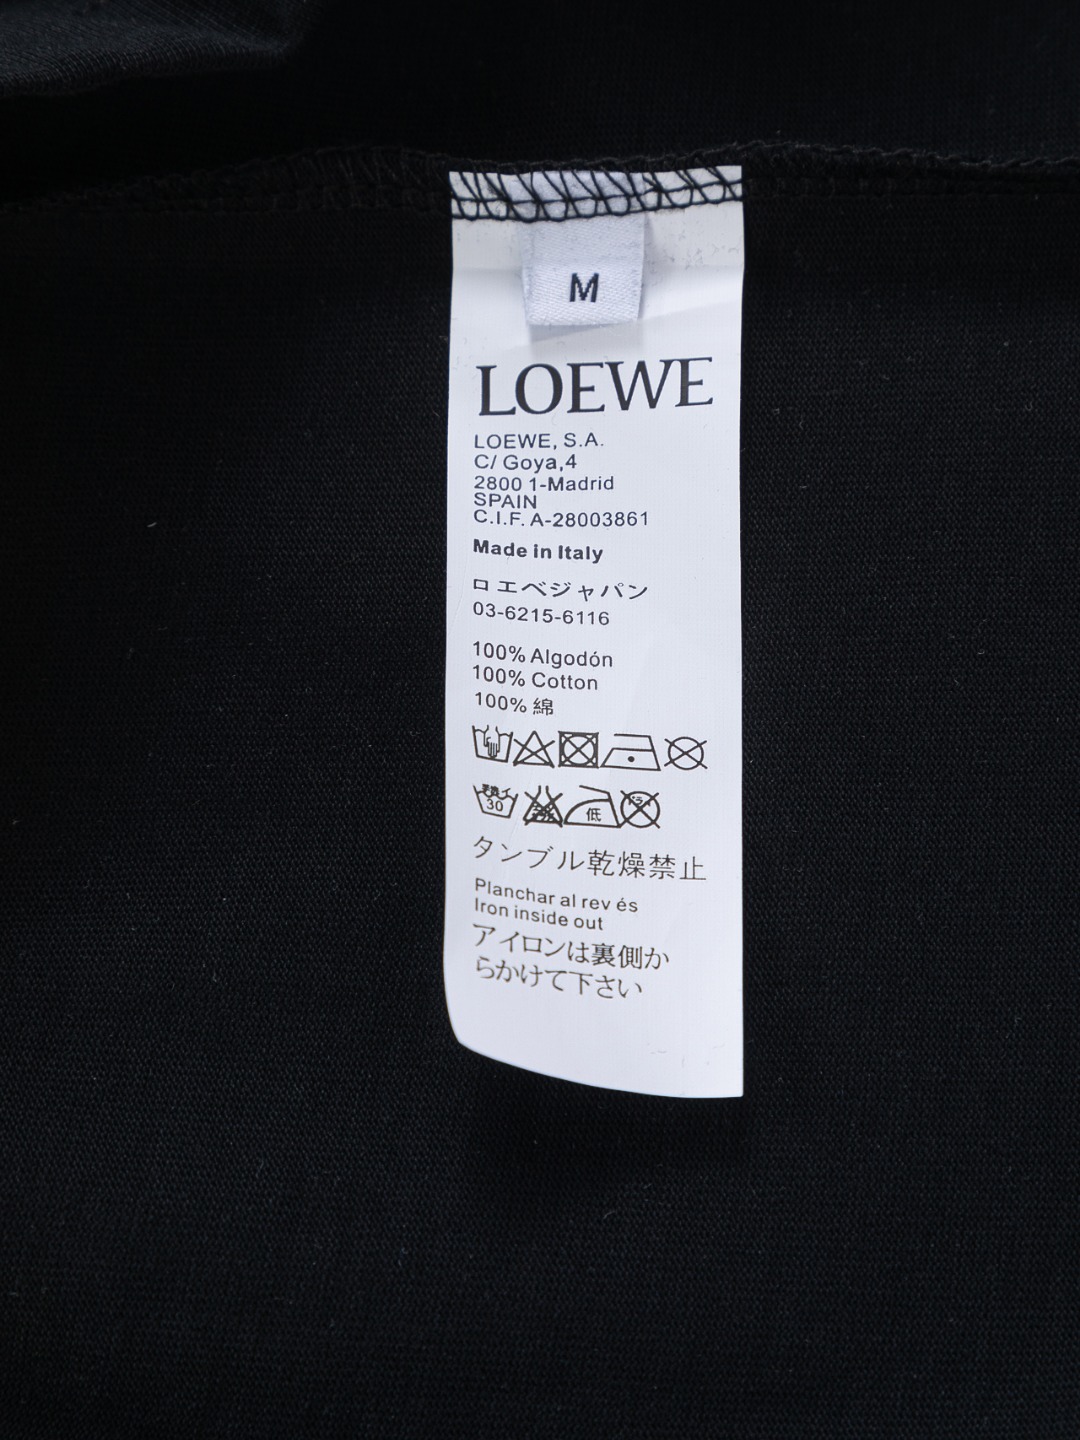 M
LOEWE
LOEWE, S.A.
C/ Goya,4
2800 1-Madrid
SPAIN
C.I.F. A-28003861
Made in Italy
ロエベジャパン
03-6215-6116
100% Algodón
100% Cotton
100% 綿
30
低
タンブル乾燥禁止
Planchar al rev és
Iron inside out
アイロンは裏側か
らかけて下さい